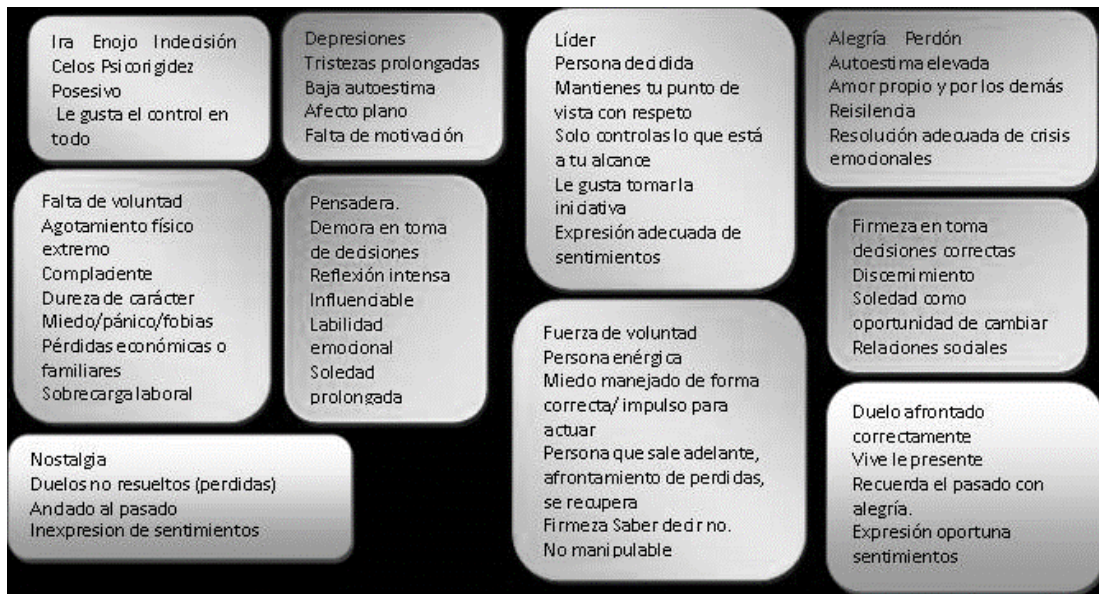 Ira Enojo Indecisión
Celos Psicorigidez
Posesivo
Le gusta el control en
todo
Depresiones
Tristezas prolongadas
Baja autoestima
Afecto plano
Falta de motivación
Líder
Persona decidida
Mantienes tu punto de
vista con respeto
Solo controlas lo que está
a tu alcance
Le gusta tomar la
iniciativa
Expresión adecuada de
sentimientos
Alegría Perdón
Autoestima elevada
Amor propio y por los demás
Reisilencia
Resolución adecuada de crisis
emocionales
Falta de voluntad
Agotamiento físico
extremo
Complaciente
Dureza de carácter
Miedo/pánico/fobias
Pérdidas económicas o
familiares
Sobrecarga laboral
Pensadera.
Demora en toma
de decisiones
Reflexión intensa
Influenciable
Labilidad
emocional
Soledad
prolongada
Firmeza en toma
decisiones correctas
Discernimiento
Soledad como
oportunidad de cambiar
Relaciones sociales
Fuerza de voluntad
Persona enérgica
Miedo manejado de forma
correcta/ impulso para
actuar
Persona que sale adelante,
afrontamiento de perdidas,
se recupera
Firmeza Saber decir no.
No manipulable
Duelo afrontado
correctamente
Vive le presente
Recuerda el pasado con
alegría.
Expresión oportuna
sentimientos
Nostalgia
Duelos no resueltos (perdidas)
Anclado al pasado
Inexpresion de sentimientos